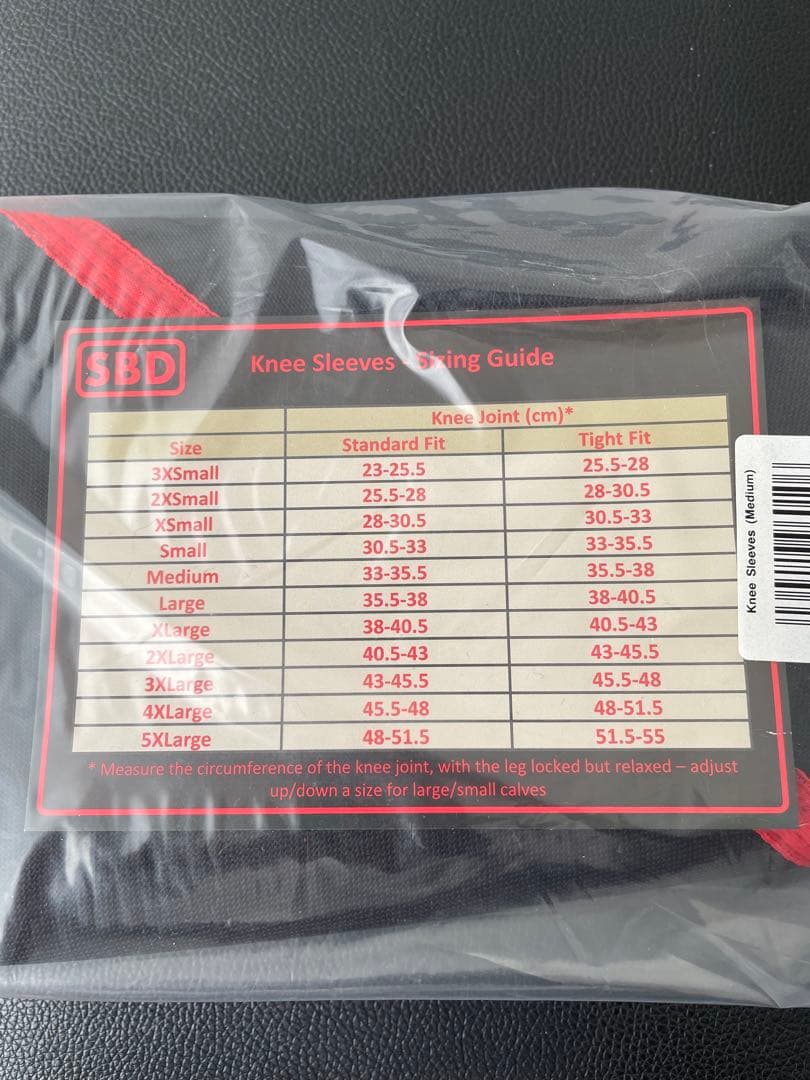 SBD
Knee Sleeves - Sizing Guide
Knee Joint (cm)*
Size Standard Fit Tight Fit
3XSmall 23-25.5 25.5-28
2XSmall 25.5-28 28-30.5
XSmall 28-30.5 30.5-33
Small 30.5-33 33-35.5
Medium 33-35.5 35.5-38
Large 35.5-38 38-40.5
XLarge 38-40.5 40.5-43
2XLarge 40.5-43 43-45.5
3XLarge 43-45.5 45.5-48
4XLarge 45.5-48 48-51.5
5XLarge 48-51.5 51.5-55
* Measure the circumference of the knee joint, with the leg locked but relaxed – adjust
up/down a size for large/small calves
Knee Sleeves (Medium)